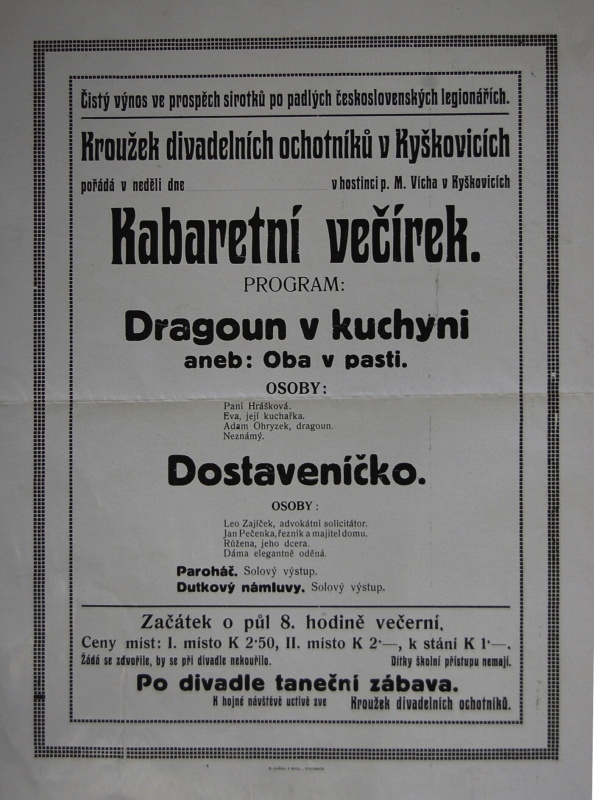 Čistý výnos ve prospěch sirotků po padlých československých legionářích.
Kroužek divadelních ochotníků v Kyškovicích
pořádá v neděli dne v hostinci p. M. Vícha v Kyškovicích
Kabaretní večírek.
PROGRAM:
Dragoun v kuchyni
aneb: Oba v pasti.
OSOBY:
Paní Hrášková.
Eva, její kuchařka.
Adam Ohryzek, dragoun.
Neznámý.
Dostaveníčko.
OSOBY:
Leo Zajíček, advokátní solicitátor.
Jan Pečenka, řezník a majitel domu.
Růžena, jeho dcera.
Dáma elegantně oděná.
Paroháč. Solový výstup.
Dutkový námluvy. Solový výstup.
Začátek o půl 8. hodině večerní.
Ceny míst: I. místo K 2·50, II. místo K 2·—, k stání K 1·—.
Žádá se zdvořile, by se při divadle nekouřilo. Dítky školní přístupu nemají.
Po divadle taneční zábava.
K hojné návštěvě uctivě zve Kroužek divadelních ochotníků.